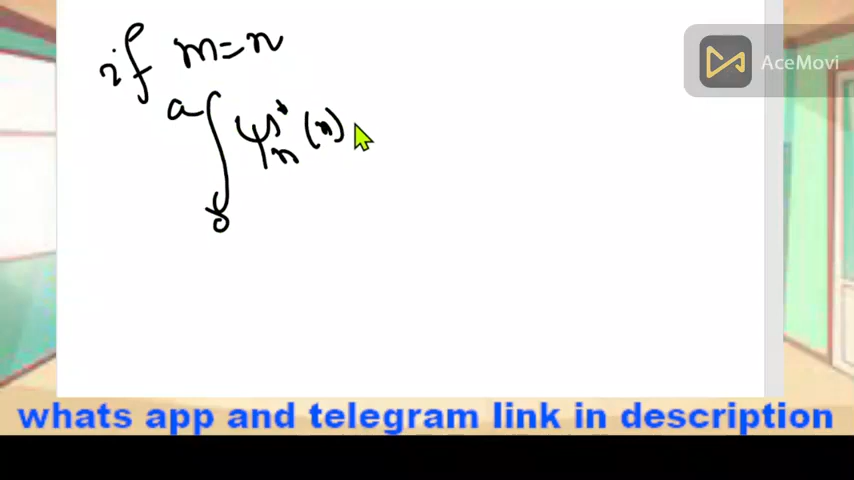 if m=n
a∫₀ ψ*ₙ(x)
AceMovi
whats app and telegram link in description